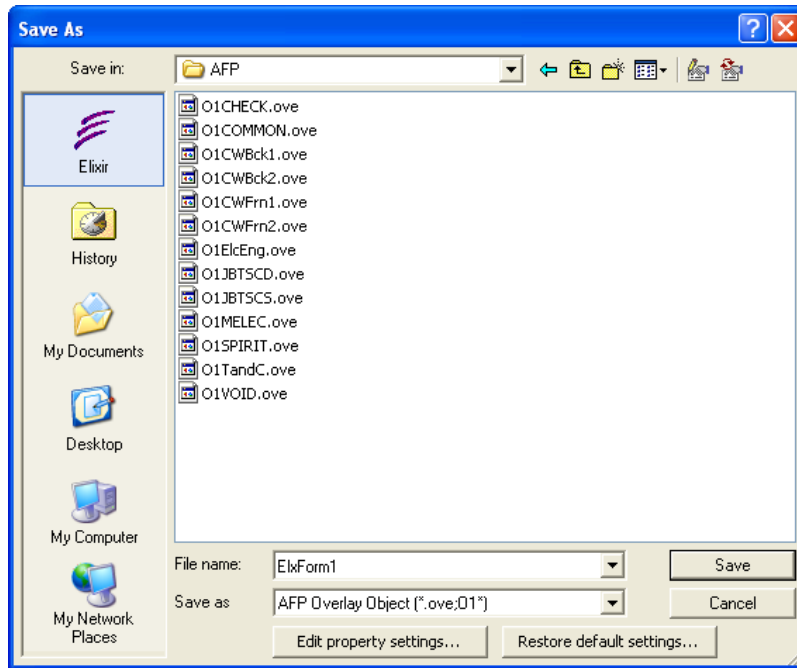 Save As
Save in:
AFP
Elixir
History
My Documents
Desktop
My Computer
My Network
Places
O1CHECK.ove
O1COMMON.ove
O1CWBck1.ove
O1CWBck2.ove
O1CWFrn1.ove
O1CWFrn2.ove
O1ElcEng.ove
O1JBTSCD.ove
O1JBTSCS.ove
O1MELEC.ove
O1SPIRIT.ove
O1TandC.ove
O1VOID.ove
File name:
ElxForm1
Save
Save as
AFP Overlay Object (*.ove;O1*)
Cancel
Edit property settings...
Restore default settings...